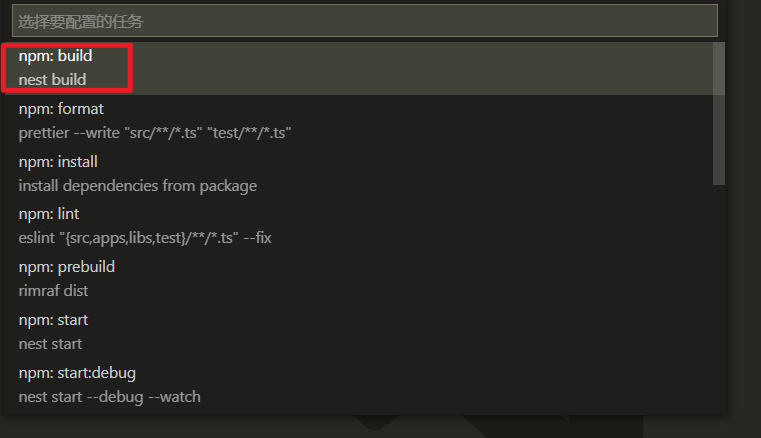 选择要配置的任务
npm: build
nest build
npm: format
prettier --write "src/**/*.ts" "test/**/*.ts"
npm: install
install dependencies from package
npm: lint
eslint "{src,apps,libs,test}/**/*.ts" --fix
npm: prebuild
rimraf dist
npm: start
nest start
npm: start:debug
nest start --debug --watch